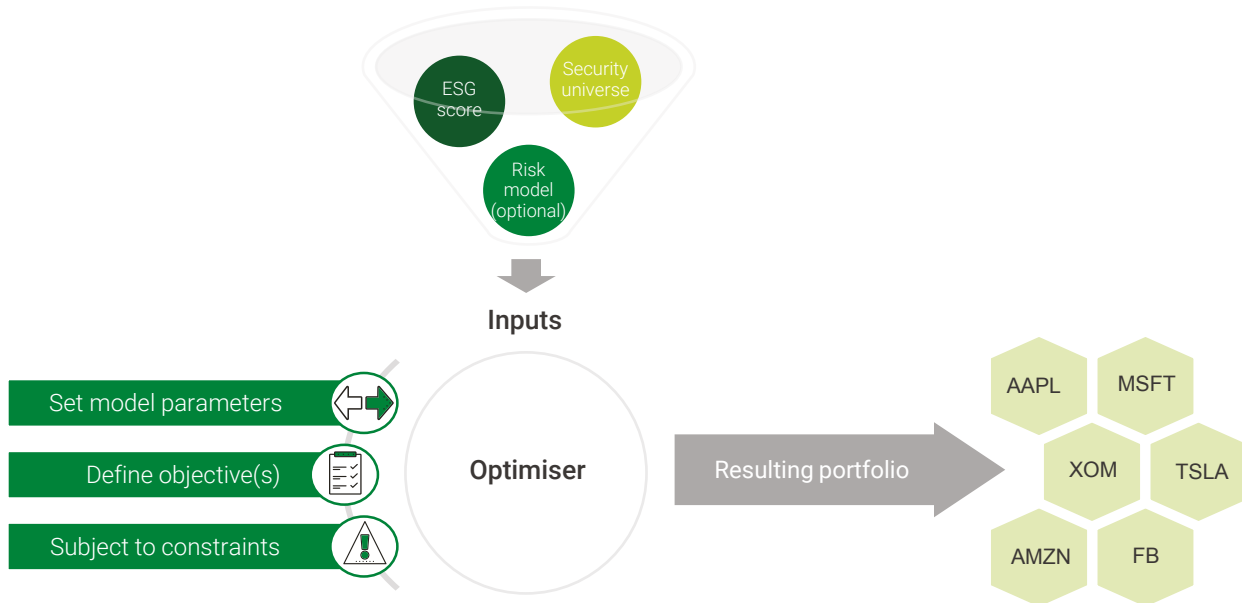 ESG
score
Security
universe
Risk
model
(optional)
Inputs
Set model parameters
Define objective(s)
Subject to constraints
Optimiser
Resulting portfolio
AAPL
MSFT
XOM
TSLA
AMZN
FB